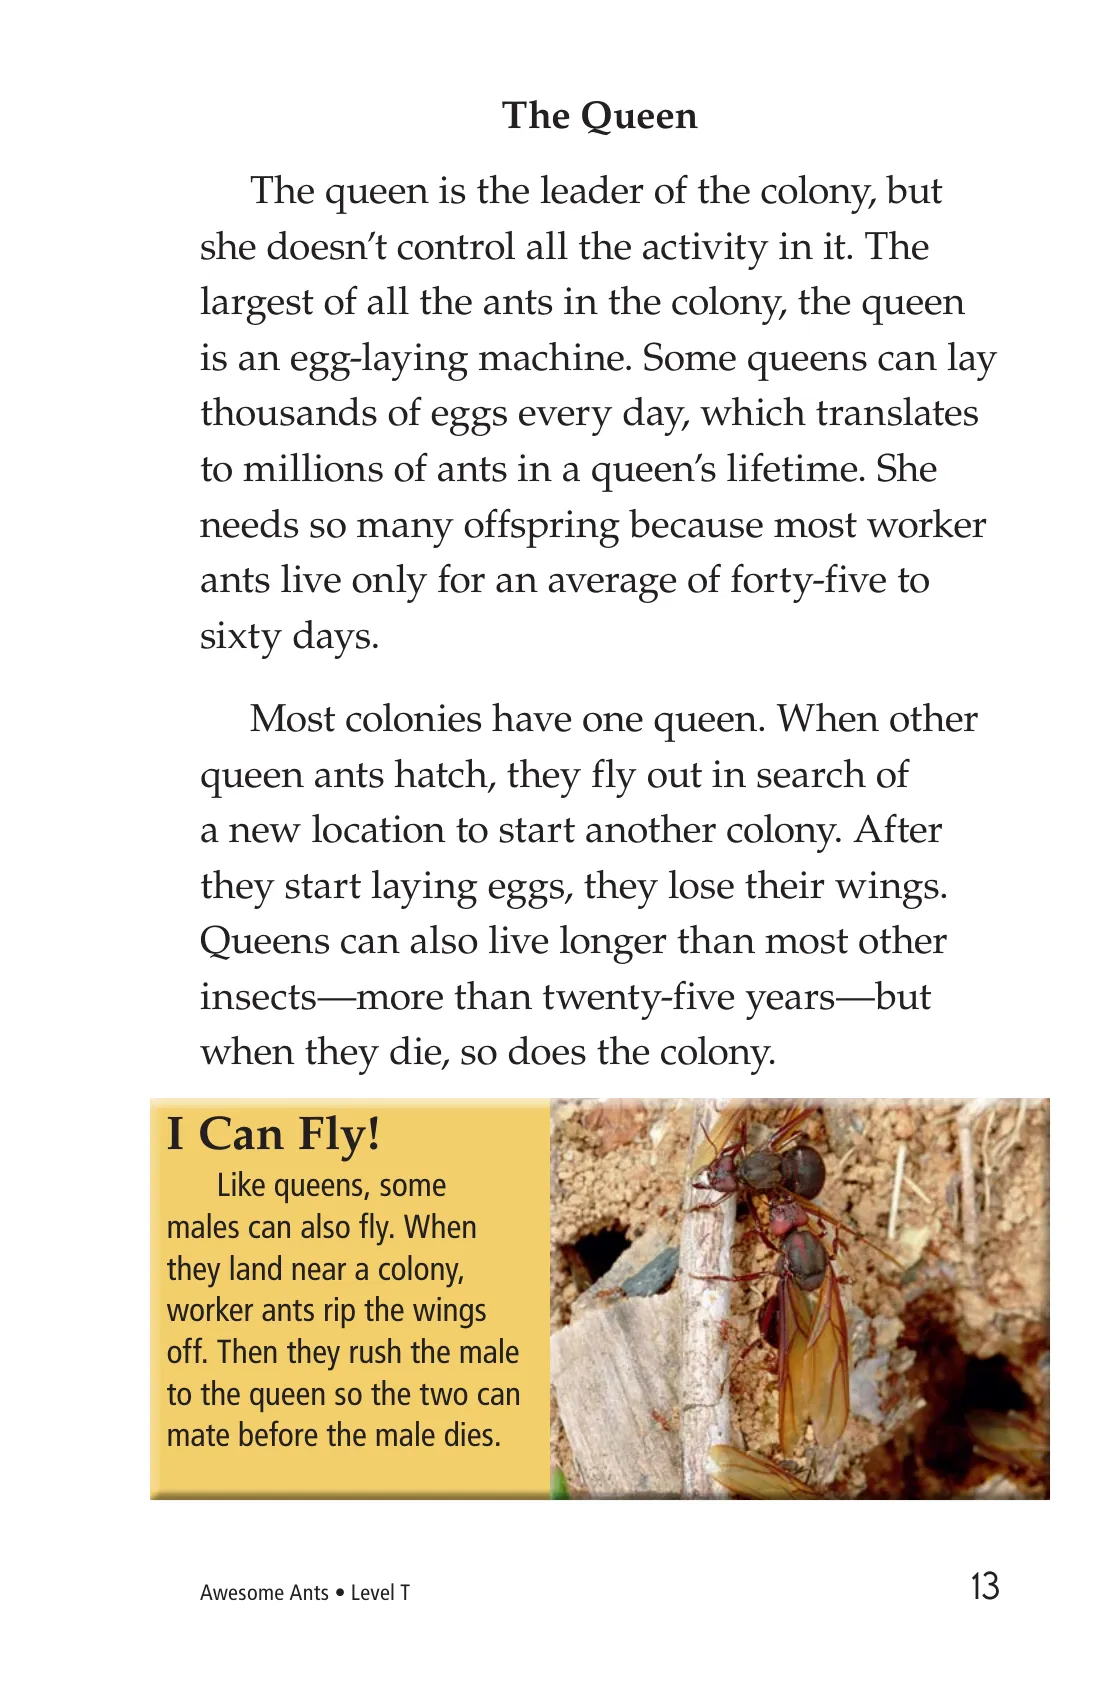 The Queen
The queen is the leader of the colony, but
she doesn’t control all the activity in it. The
largest of all the ants in the colony, the queen
is an egg-laying machine. Some queens can lay
thousands of eggs every day, which translates
to millions of ants in a queen’s lifetime. She
needs so many offspring because most worker
ants live only for an average of forty-five to
sixty days.
Most colonies have one queen. When other
queen ants hatch, they fly out in search of
a new location to start another colony. After
they start laying eggs, they lose their wings.
Queens can also live longer than most other
insects—more than twenty-five years—but
when they die, so does the colony.
I Can Fly!
Like queens, some
males can also fly. When
they land near a colony,
worker ants rip the wings
off. Then they rush the male
to the queen so the two can
mate before the male dies.
Awesome Ants • Level T
13